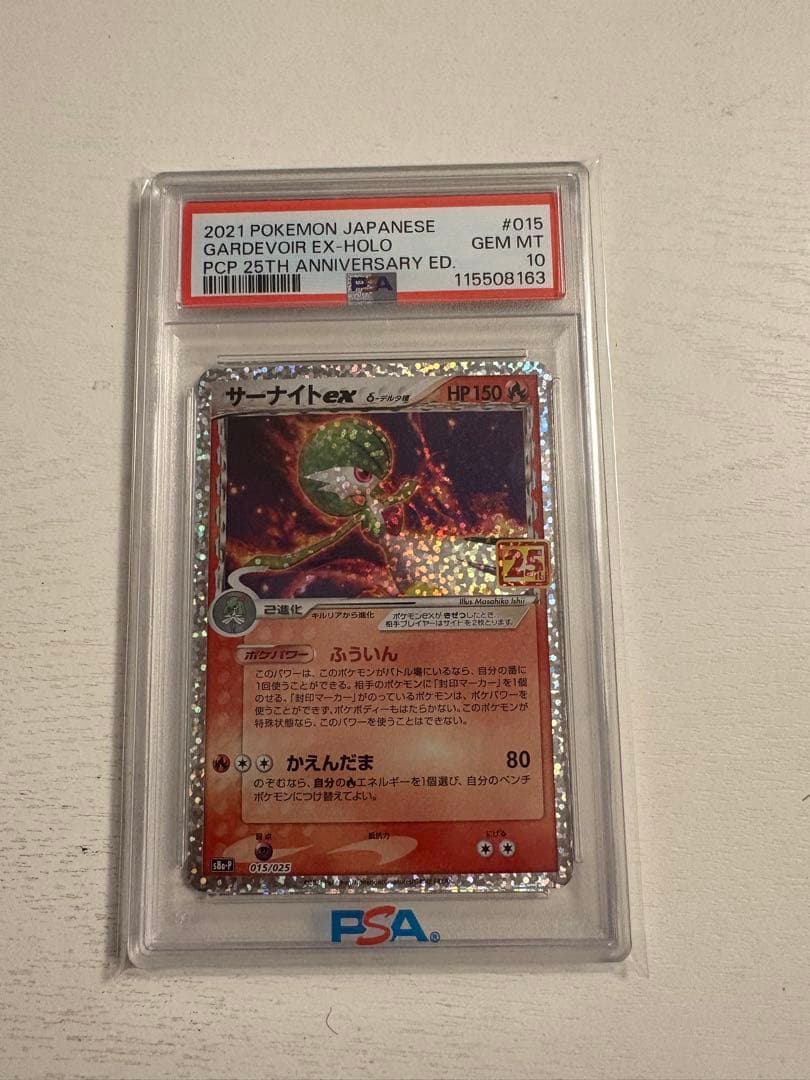 2021 POKEMON JAPANESE #015
GARDEVOIR EX-HOLO GEM MT
PCP 25TH ANNIVERSARY ED. 10
PSA 115508163
サーナイトex δ-デルタ種 HP150
25th
Illus. Masahiko Ishii
2進化 キルリアから進化
ポケモンexがきぜつしたとき、
相手プレイヤーはサイドを2枚とります。
ポケパワー ふういん
このパワーは、このポケモンがバトル場にいるなら、自分の番に
1回使うことができる。相手のポケモンに「封印マーカー」を1個
のせる。「封印マーカー」がのっているポケモンは、ポケパワーを
使うことができず、ポケボディーもはたらかない。このポケモンが
特殊状態なら、このパワーを使うことはできない。
かえんだま 80
のぞむなら、自分のエネルギーを1個選び、自分のベンチ
ポケモンにつけ替えてよい。
弱点 抵抗力 にげる
s8a-P 015/025
PSA®